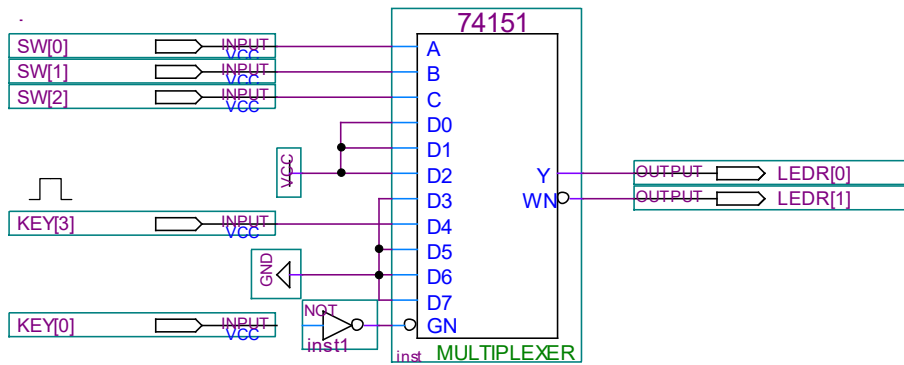 74151
SW[0] INPUT VCC A
SW[1] INPUT VCC B
SW[2] INPUT VCC C
D0
D1
VCC D2 Y OUTPUT LEDR[0]
D3 WN OUTPUT LEDR[1]
KEY[3] INPUT VCC D4
D5
GND D6
D7
NOT
KEY[0] INPUT VCC GN
inst1
inst MULTIPLEXER